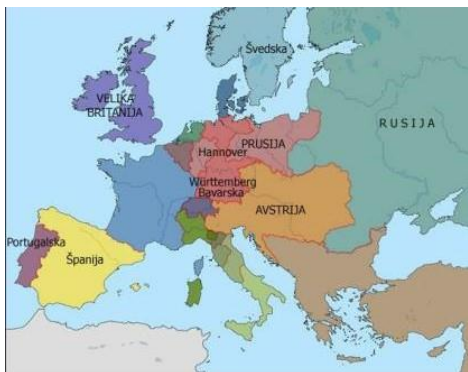 Švedska
VELIKA
BRITANIJA
RUSIJA
PRUSIJA
Hannover
Württemberg
Bavarska
AVSTRIJA
Portugalska
Španija